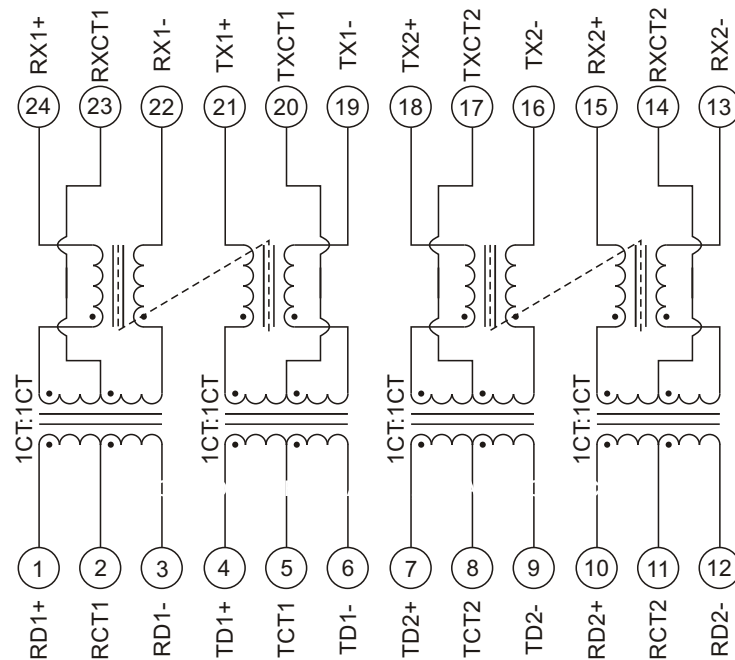 RX1+ RXCT1 RX1- TX1+ TXCT1 TX1- TX2+ TXCT2 TX2- RX2+ RXCT2 RX2-
24 23 22 21 20 19 18 17 16 15 14 13
1CT:1CT 1CT:1CT 1CT:1CT 1CT:1CT
1 2 3 4 5 6 7 8 9 10 11 12
RD1+ RCT1 RD1- TD1+ TCT1 TD1- TD2+ TCT2 TD2- RD2+ RCT2 RD2-